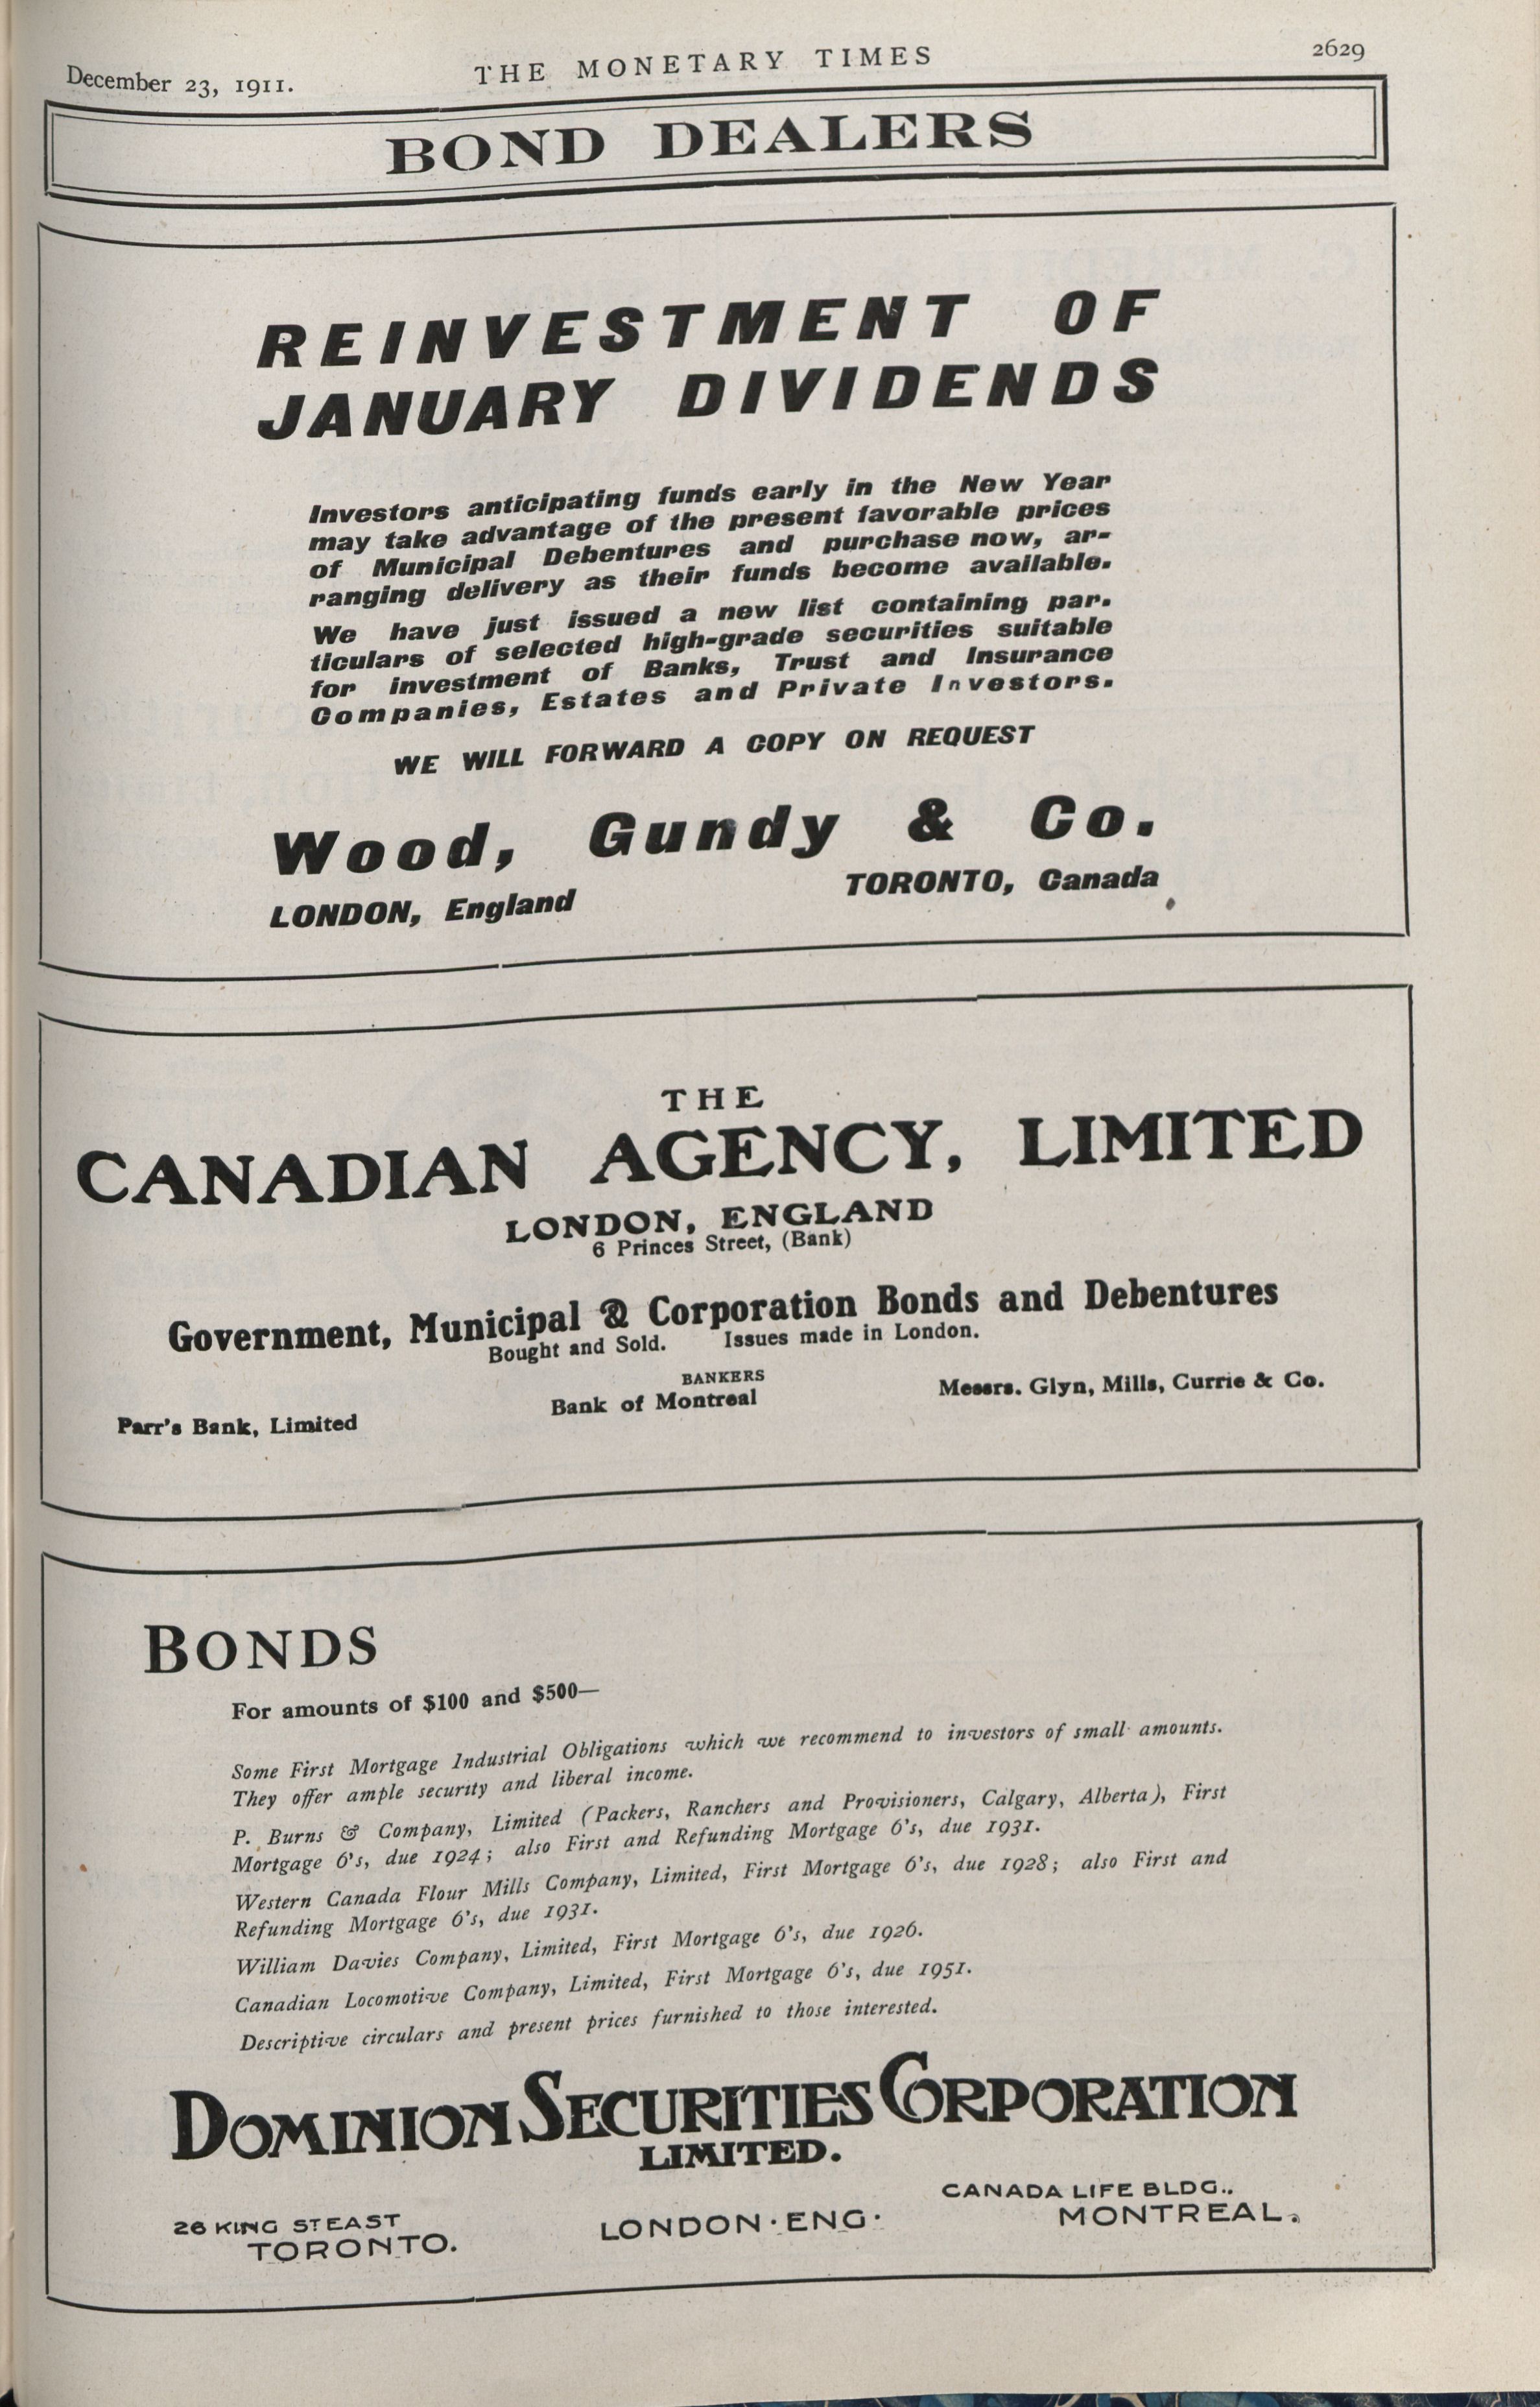 December 23, 1911.
THE MONETARY TIMES
2629
BOND DEALERS
REINVESTMENT OF
JANUARY DIVIDENDS
Investors anticipating funds early in the New Year
may take advantage of the present favorable prices
of Municipal Debentures and purchase now, ar-
ranging delivery as their funds become available.
We have just issued a new list containing par.
ticulars of selected high-grade securities suitable
for investment of Banks, Trust and Insurance
Companies, Estates and Private Investors.
WE WILL FORWARD A COPY ON REQUEST
Wood, Gundy & Co.
LONDON, England
TORONTO, Canada
THE
CANADIAN AGENCY, LIMITED
LONDON, ENGLAND
6 Princes Street, (Bank)
Government, Municipal & Corporation Bonds and Debentures
Bought and Sold. Issues made in London.
BANKERS
Parr's Bank, Limited
Bank of Montreal
Messrs. Glyn, Mills, Currie & Co.
BONDS
For amounts of $100 and $500—
Some First Mortgage Industrial Obligations which we recommend to investors of small amounts.
They offer ample security and liberal income.
P. Burns & Company, Limited (Packers, Ranchers and Provisioners, Calgary, Alberta), First
Mortgage 6's, due 1924; also First and Refunding Mortgage 6's, due 1931.
Western Canada Flour Mills Company, Limited, First Mortgage 6's, due 1928; also First and
Refunding Mortgage 6's, due 1931.
William Davies Company, Limited, First Mortgage 6's, due 1926.
Canadian Locomotive Company, Limited, First Mortgage 6's, due 1951.
Descriptive circulars and present prices furnished to those interested.
DOMINION SECURITIES CORPORATION
LIMITED.
26 KING ST EAST
TORONTO.
LONDON·ENG·
CANADA LIFE BLDG..
MONTREAL.